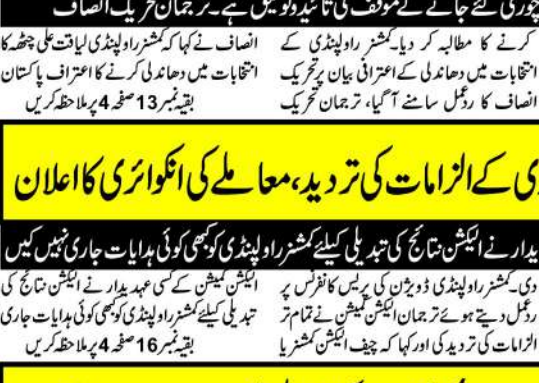 چوری کئے جانے کے موقف کی تائید و توثیق ہے۔ ترجمان تحریک انصاف
کرنے کا مطالبہ کر دیا۔ کمشنر راولپنڈی کے
انتخابات میں دھاندلی کے اعترافی بیان پر تحریک
انصاف کا ردعمل سامنے آ گیا، ترجمان تحریک
انصاف نے کہا کہ کمشنر راولپنڈی لیاقت علی چٹھہ کا
انتخابات میں دھاندلی کرنے کا اعتراف پاکستان
بقیہ نمبر 13 صفحہ 4 پر ملاحظہ کریں
ی کے الزامات کی تردید، معاملے کی انکوائری کا اعلان
یدار نے الیکشن نتائج کی تبدیلی کیلئے کمشنر راولپنڈی کو کبھی کوئی ہدایات جاری نہیں کیں
دی۔ کمشنر راولپنڈی ڈویژن کی پریس کانفرنس پر
ردعمل دیتے ہوئے ترجمان الیکشن کمیشن نے تمام تر
الزامات کی تردید کی اور کہا کہ چیف الیکشن کمشنر یا
الیکشن کمیشن کے کسی عہدیدار نے الیکشن نتائج کی
تبدیلی کیلئے کمشنر راولپنڈی کو کبھی کوئی ہدایات جاری
بقیہ نمبر 16 صفحہ 4 پر ملاحظہ کریں